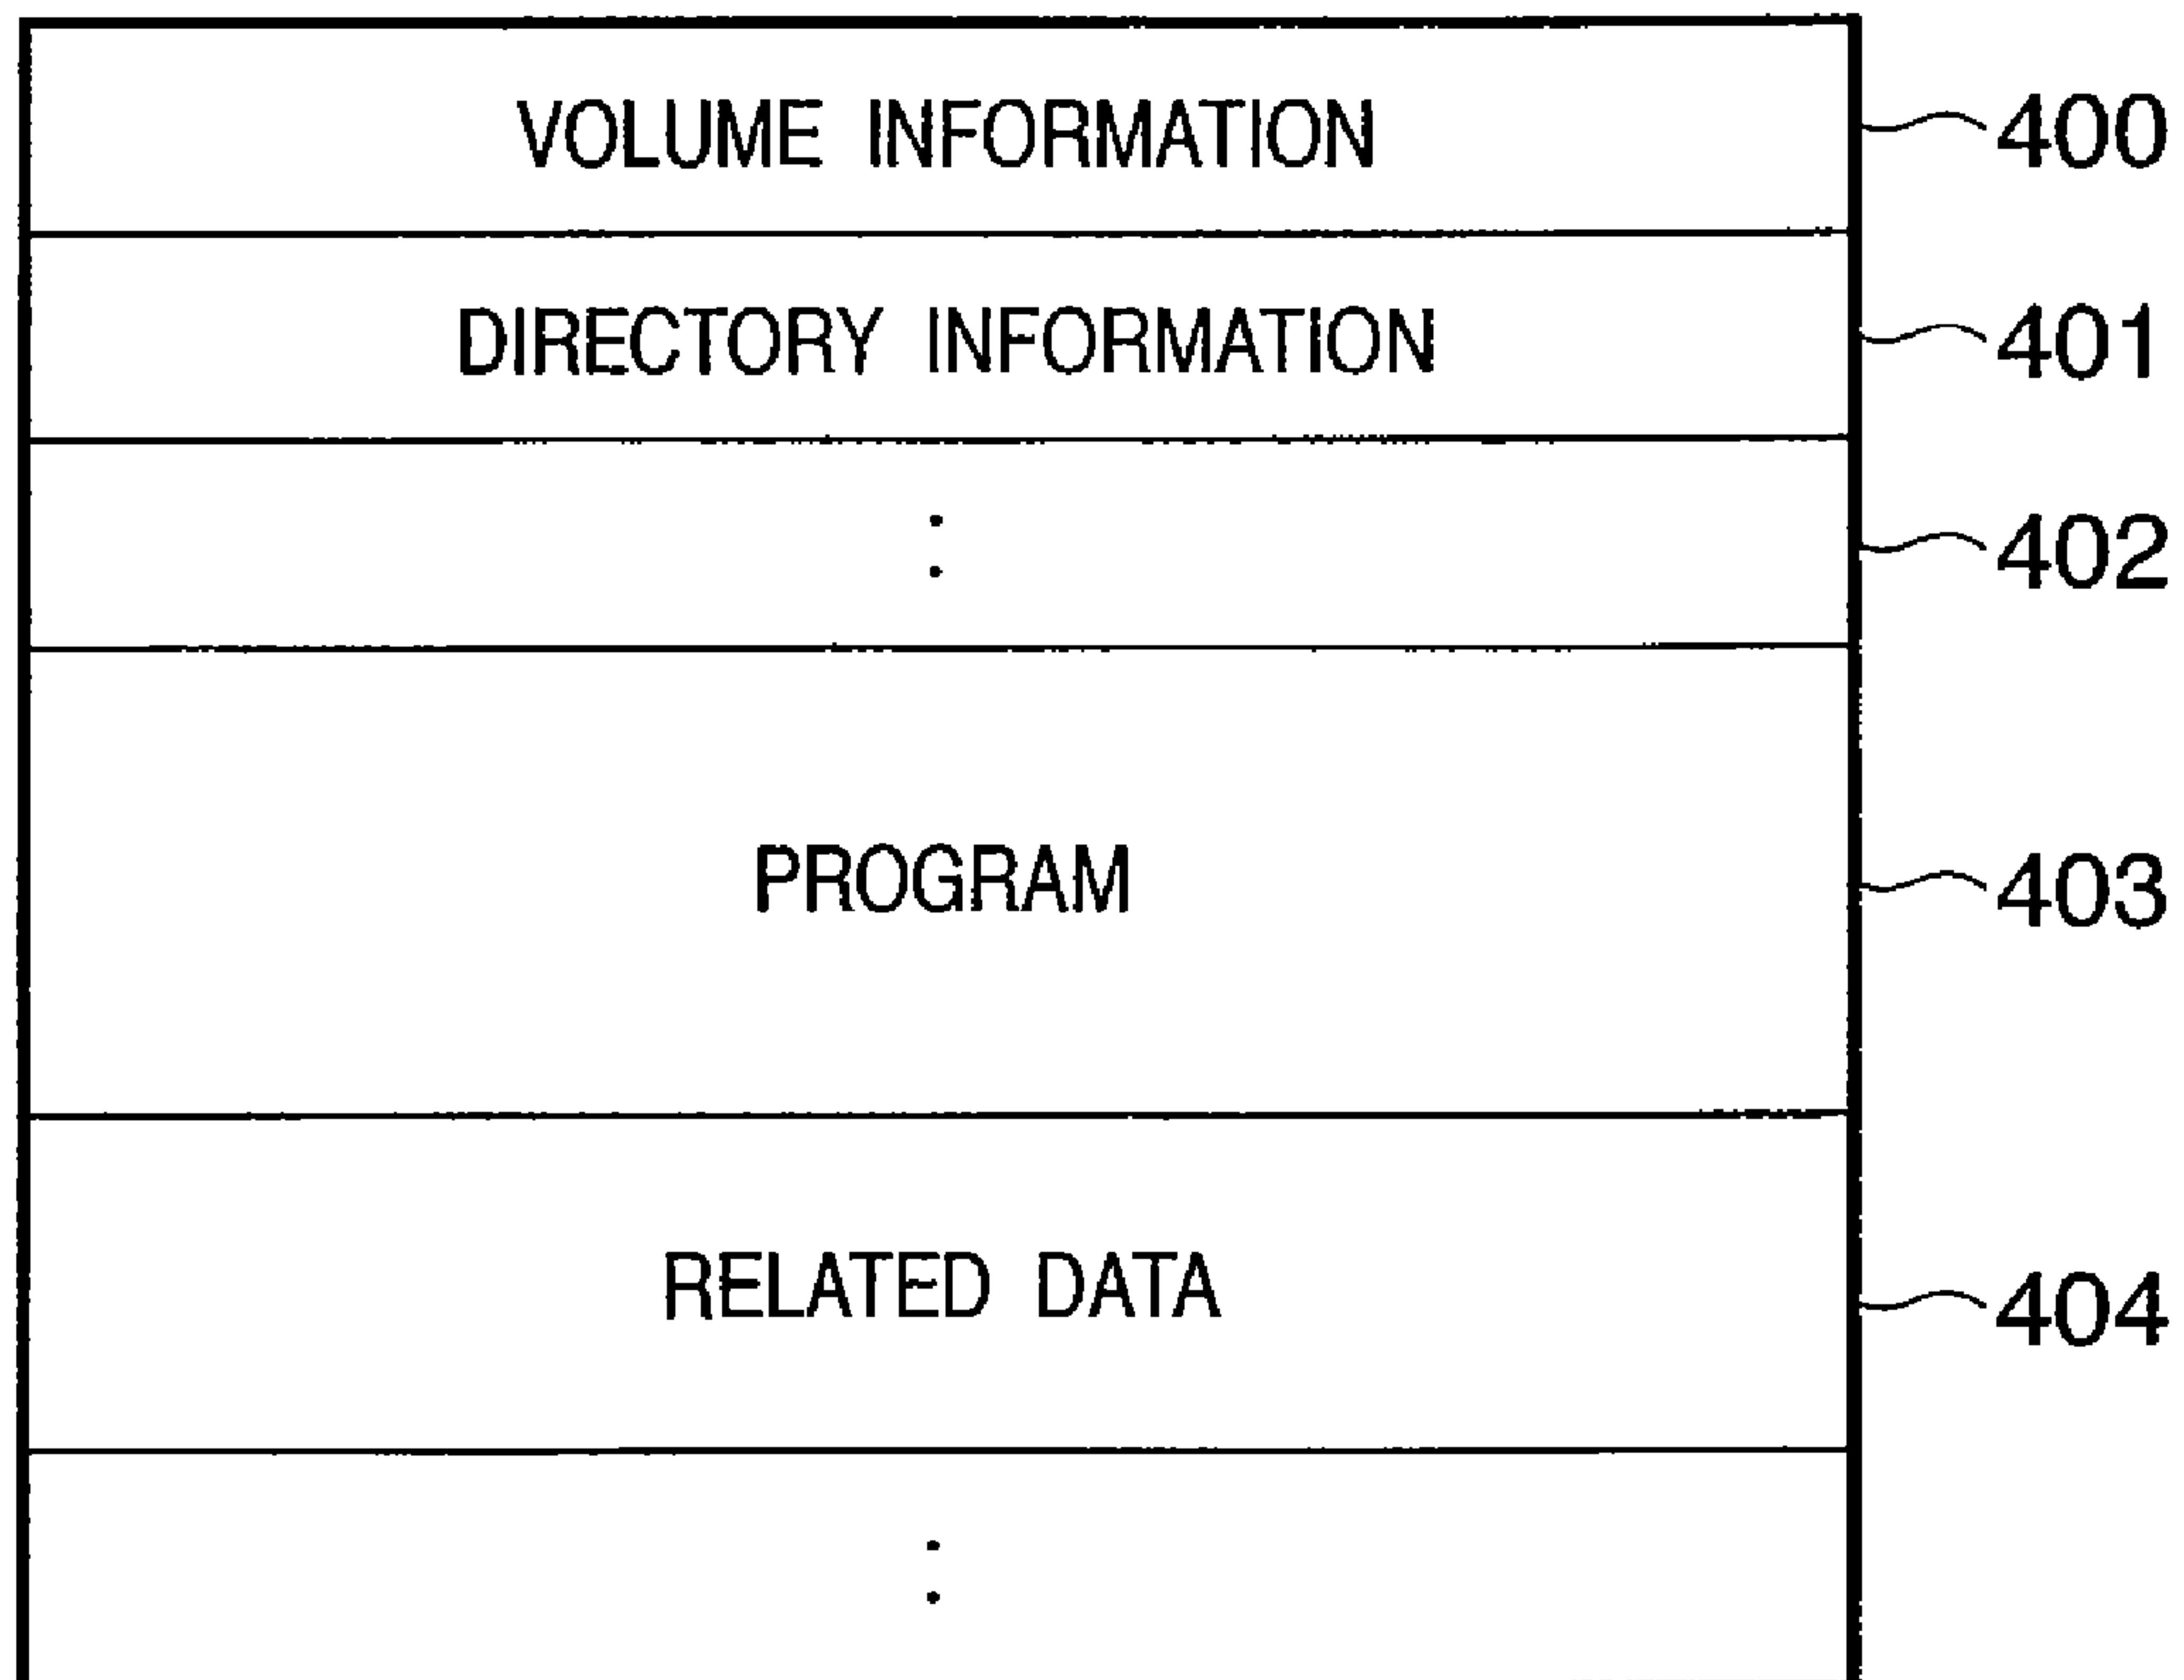 VOLUME INFORMATION 400
DIRECTORY INFORMATION 401
: 402
PROGRAM 403
RELATED DATA 404
: